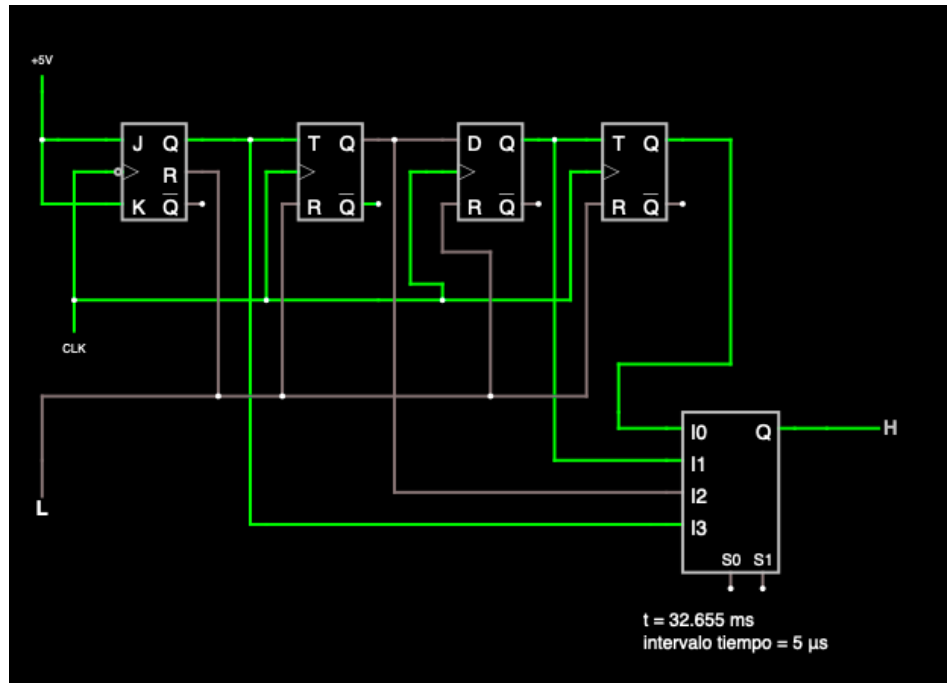 +5V
J Q
R
K Q
T Q
R Q
D Q
R Q
T Q
R Q
CLK
L
I0 Q
I1
I2
I3
S0 S1
H
t = 32.655 ms
intervalo tiempo = 5 µs